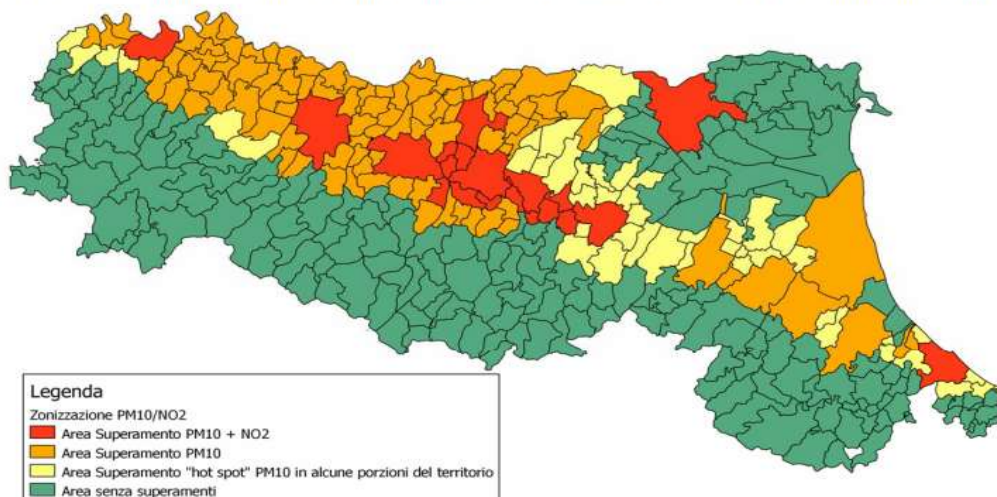 Legenda
Zonizzazione PM10/NO2
Area Superamento PM10 + NO2
Area Superamento PM10
Area Superamento "hot spot" PM10 in alcune porzioni del territorio
Area senza superamenti